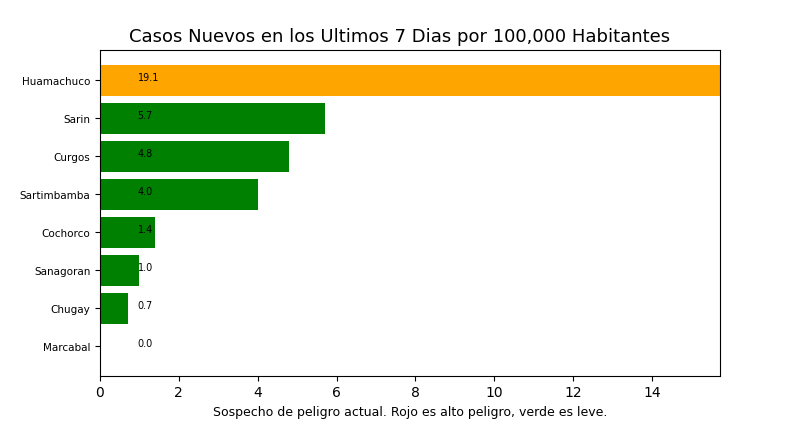 Casos Nuevos en los Ultimos 7 Dias por 100,000 Habitantes
Huamachuco 19.1
Sarin 5.7
Curgos 4.8
Sartimbamba 4.0
Cochorco 1.4
Sanagoran 1.0
Chugay 0.7
Marcabal 0.0
0 2 4 6 8 10 12 14
Sospecho de peligro actual. Rojo es alto peligro, verde es leve.